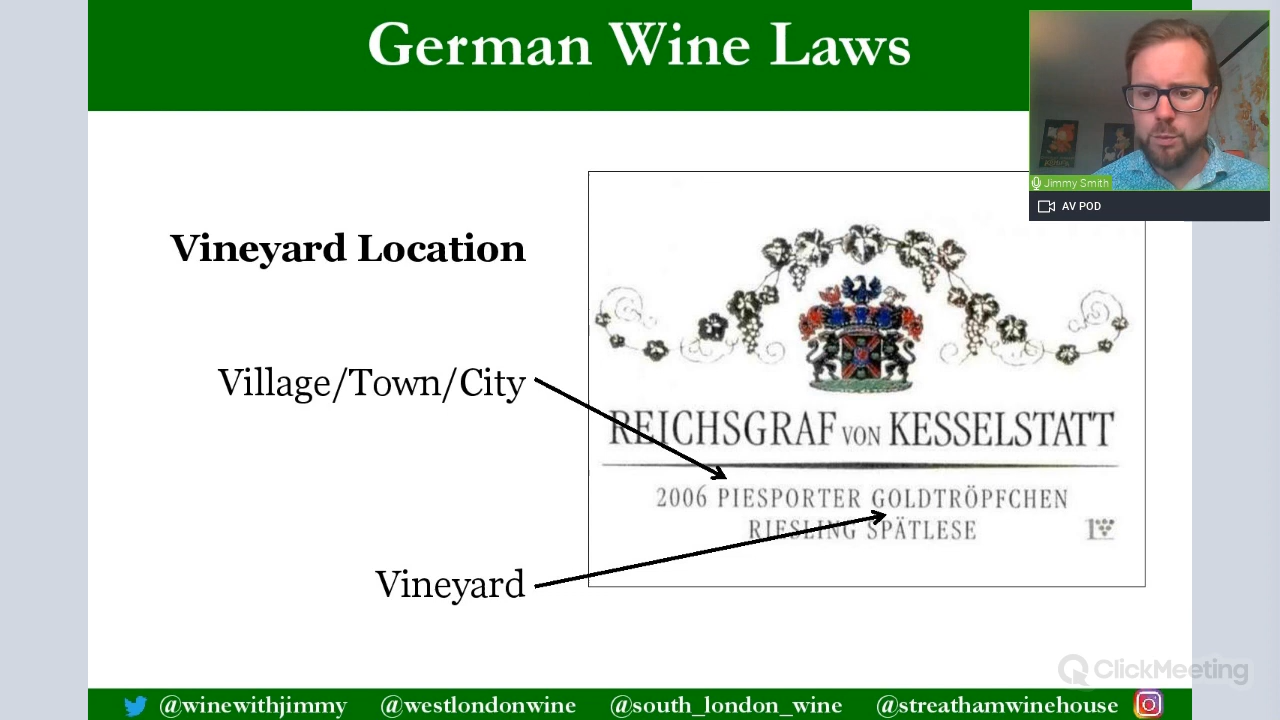 German Wine Laws
Jimmy Smith
AV POD
Vineyard Location
Village/Town/City
Vineyard
REICHSGRAF VON KESSELSTATT
2006 PIESPORTER GOLDTRÖPFCHEN
RIESLING SPÄTLESE
1
ClickMeeting
@winewithjimmy @westlondonwine @south_london_wine @streathamwinehouse